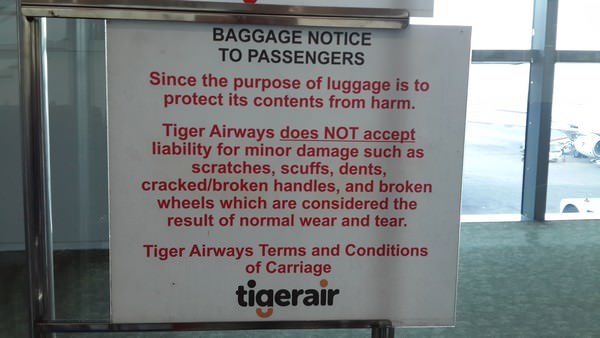 BAGGAGE NOTICE
TO PASSENGERS
Since the purpose of luggage is to
protect its contents from harm.
Tiger Airways does NOT accept
liability for minor damage such as
scratches, scuffs, dents,
cracked/broken handles, and broken
wheels which are considered the
result of normal wear and tear.
Tiger Airways Terms and Conditions
of Carriage
tigerair